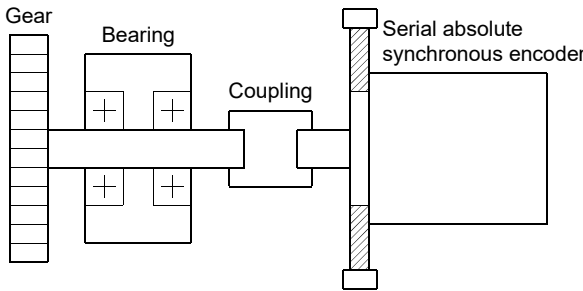 Gear
Bearing
Coupling
Serial absolute
synchronous encoder